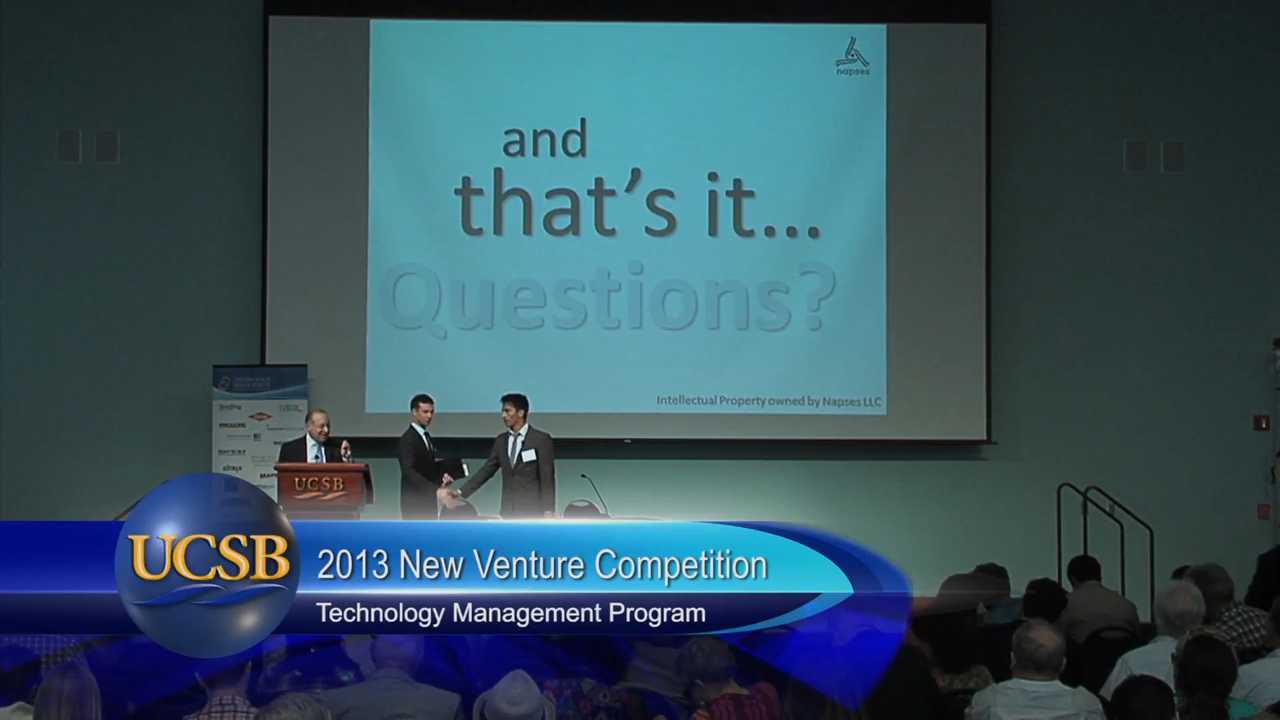 napses
and
that's it...
Questions?
Intellectual Property owned by Napses LLC
CITRIX
UCSB
UCSB
2013 New Venture Competition
Technology Management Program